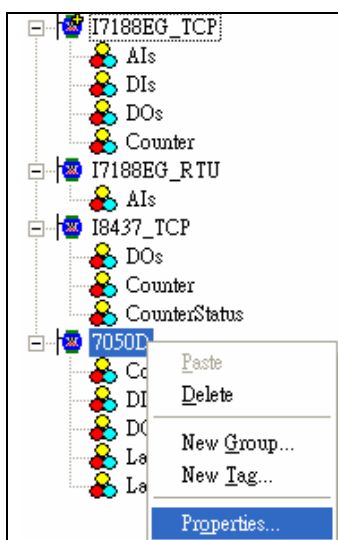 I7188EG_TCP
AIs
DIs
DOs
Counter
I7188EG_RTU
AIs
I8437_TCP
DOs
Counter
CounterStatus
7050D
Paste
Delete
New Group...
New Tag...
Properties...